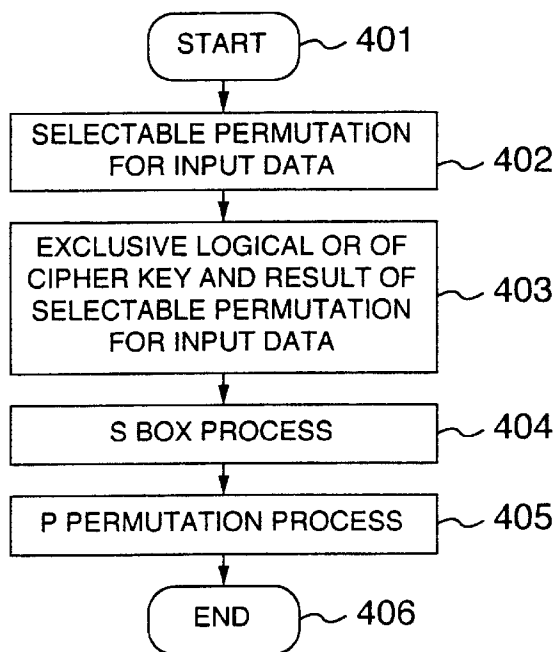 START
401
SELECTABLE PERMUTATION
FOR INPUT DATA
402
EXCLUSIVE LOGICAL OR OF
CIPHER KEY AND RESULT OF
SELECTABLE PERMUTATION
FOR INPUT DATA
403
S BOX PROCESS
404
P PERMUTATION PROCESS
405
END
406